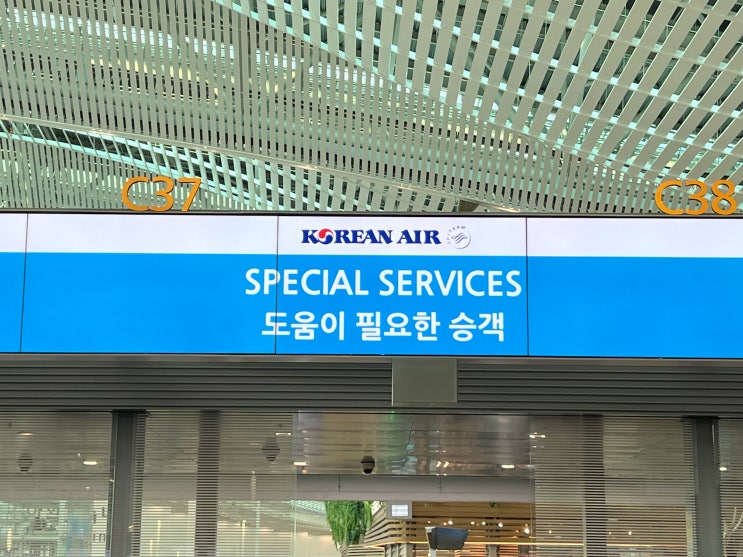 C37
C38
KOREAN AIR
SPECIAL SERVICES
도움이 필요한 승객